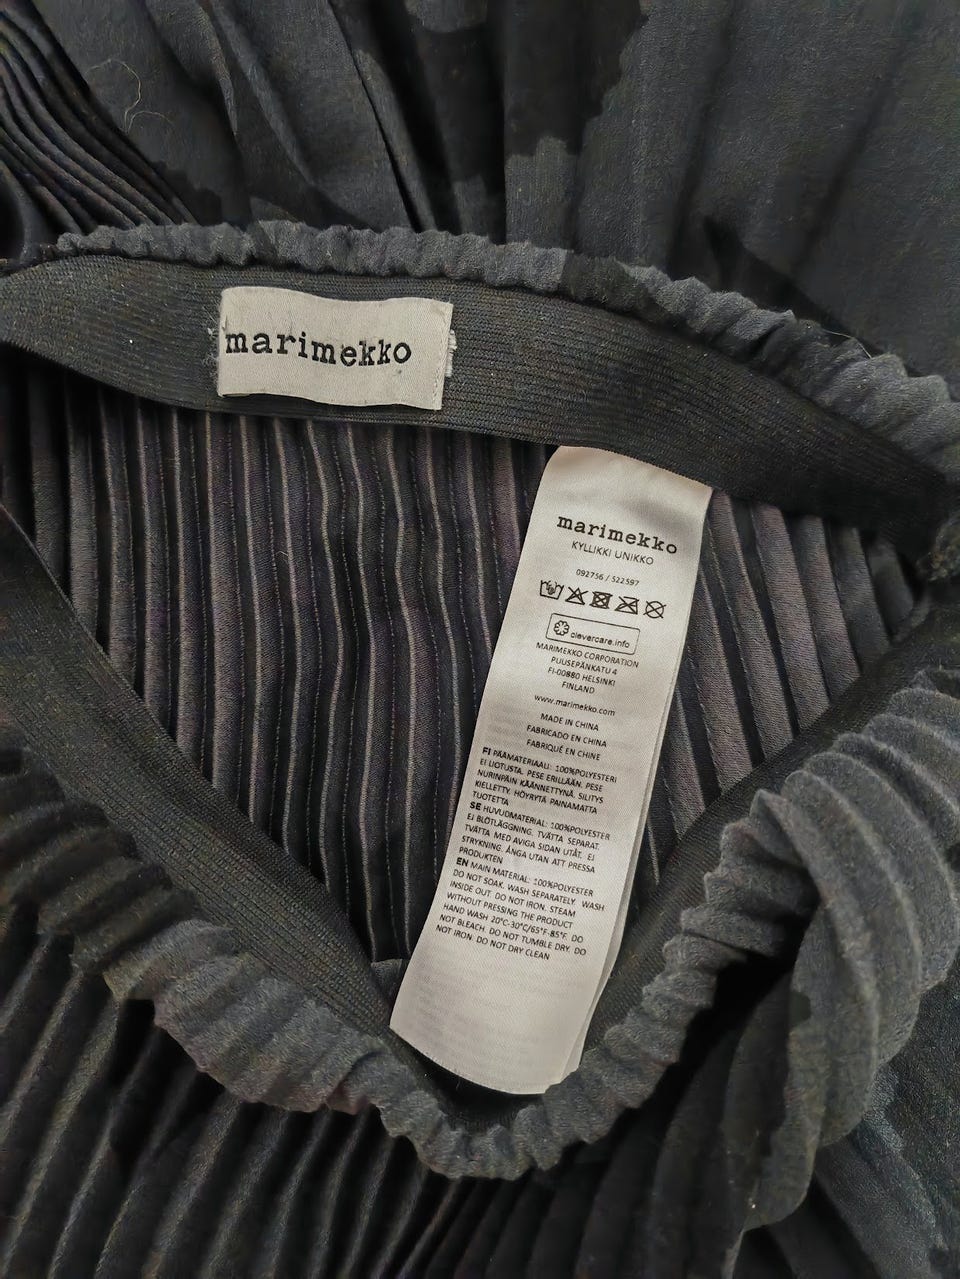 marimekko
marimekko
KYLLIKKI UNIKKO
092756 / 522597
clevercare.info
MARIMEKKO CORPORATION
PUUSEPÄNKATU 4
FI-00880 HELSINKI
FINLAND
www.marimekko.com
MADE IN CHINA
FABRICADO EN CHINA
FABRIQUÉ EN CHINE
FI PÄÄMATERIAALI: 100%POLYESTERI
EI LIOTUSTA. PESE ERILLÄÄN. PESE
NURINPÄIN KÄÄNNETTYNÄ. SILITYS
KIELLETTY. HÖYRYTÄ PAINAMATTA
TUOTETTA
SE HUVUDMATERIAL: 100%POLYESTER
EJ BLÖTLÄGGNING. TVÄTTA SEPARAT.
TVÄTTA MED AVIGA SIDAN UTÅT. EJ
STRYKNING. ÅNGA UTAN ATT PRESSA
PRODUKTEN
EN MAIN MATERIAL: 100%POLYESTER
DO NOT SOAK. WASH SEPARATELY. WASH
INSIDE OUT. DO NOT IRON. STEAM
WITHOUT PRESSING THE PRODUCT
HAND WASH 20°C-30°C/65°F-85°F. DO
NOT BLEACH. DO NOT TUMBLE DRY. DO
NOT IRON. DO NOT DRY CLEAN